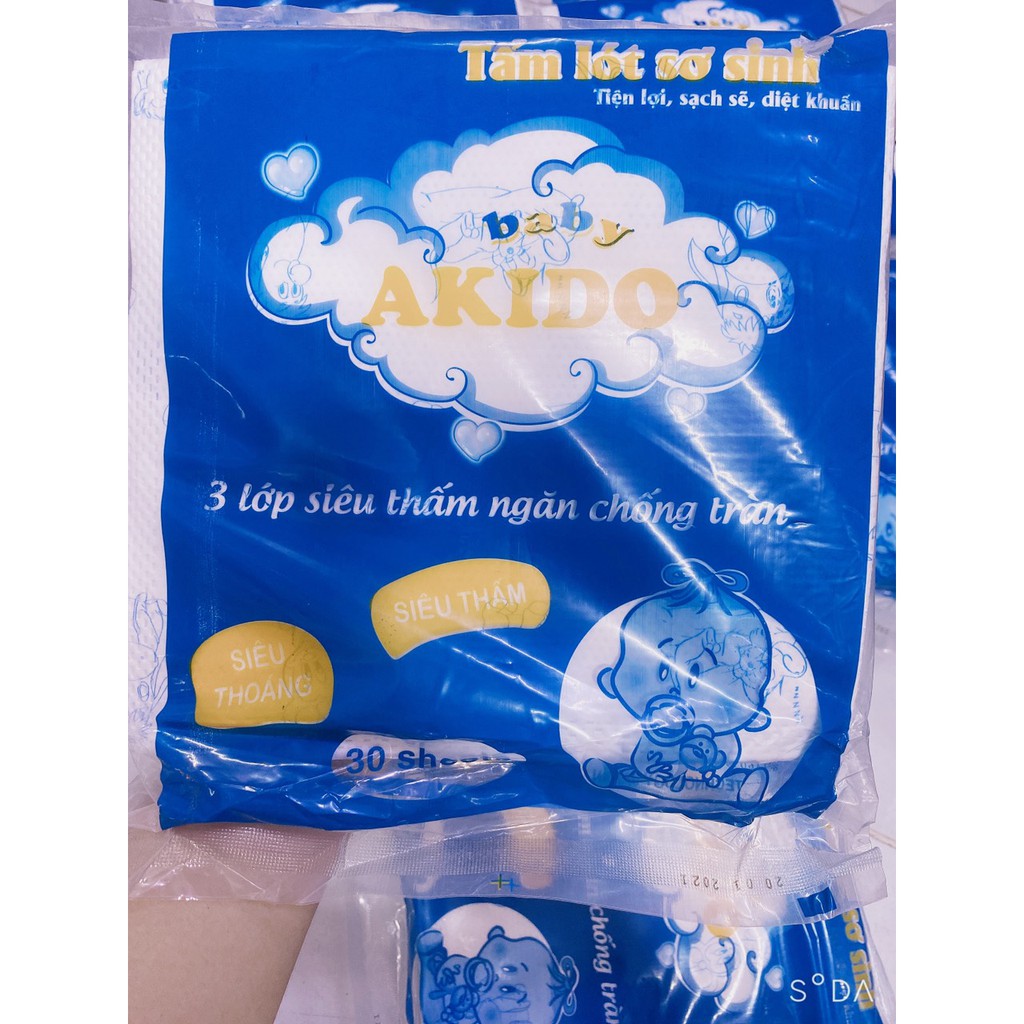 baby
Tấm lót sơ sinh
Tiện lợi, sạch sẽ, diệt khuẩn
baby
AKIDO
3 lớp siêu thấm ngăn chống tràn
SIÊU THẤM
SIÊU
THOÁNG
30 sheets
20 03 2021
chống tràn
sơ sinh
SODA